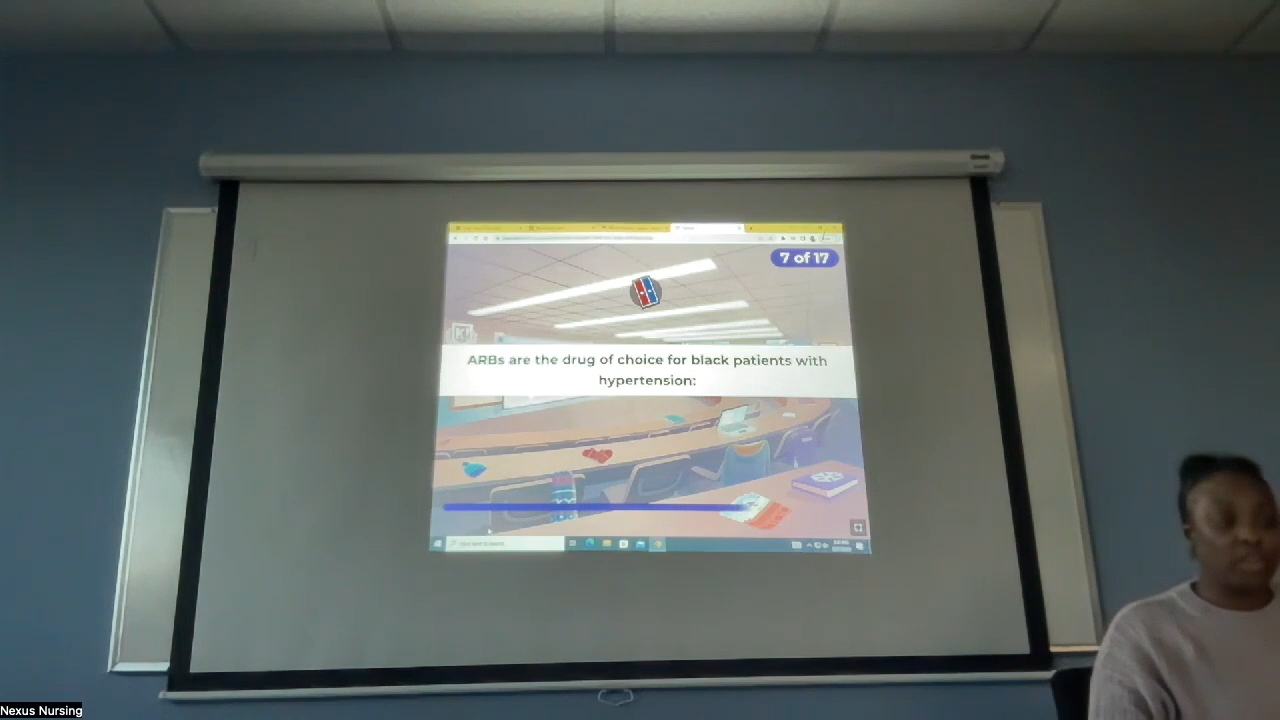 7 of 17
K!
ARBs are the drug of choice for black patients with
hypertension:
Nexus Nursing